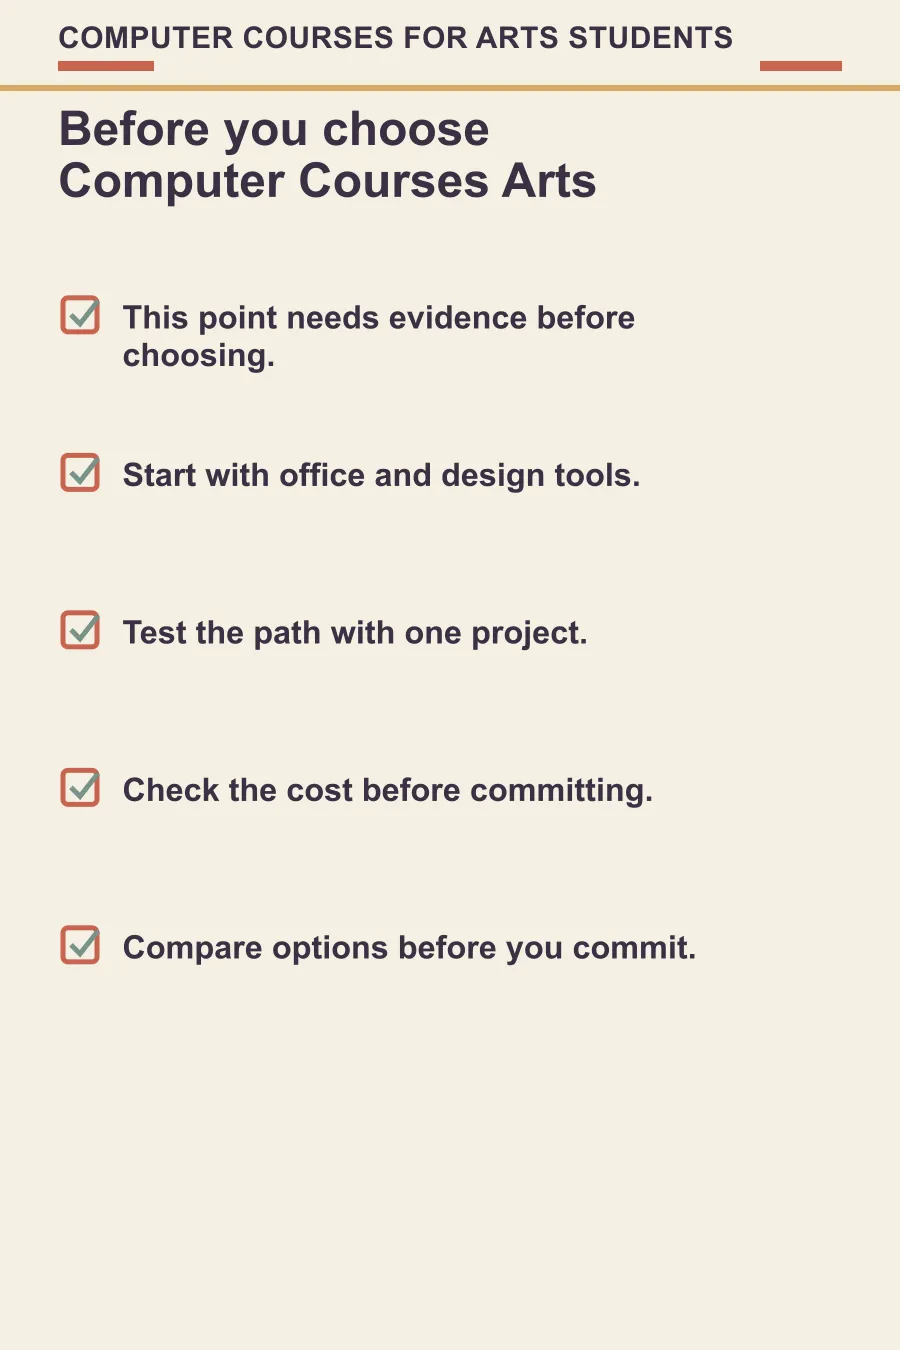 COMPUTER COURSES FOR ARTS STUDENTS
Before you choose
Computer Courses Arts
This point needs evidence before
choosing.
Start with office and design tools.
Test the path with one project.
Check the cost before committing.
Compare options before you commit.